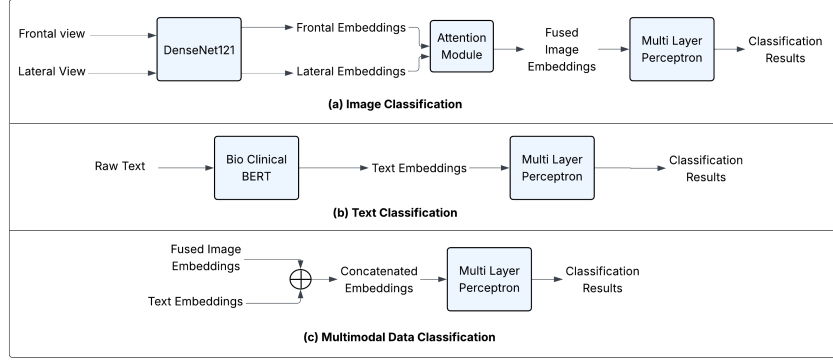 Frontal view
Lateral View
DenseNet121
Frontal Embeddings
Lateral Embeddings
Attention
Module
Fused
Image
Embeddings
Multi Layer
Perceptron
Classification
Results
(a) Image Classification
Raw Text
Bio Clinical
BERT
Text Embeddings
Multi Layer
Perceptron
Classification
Results
(b) Text Classification
Fused Image
Embeddings
Text Embeddings
Concatenated
Embeddings
Multi Layer
Perceptron
Classification
Results
(c) Multimodal Data Classification